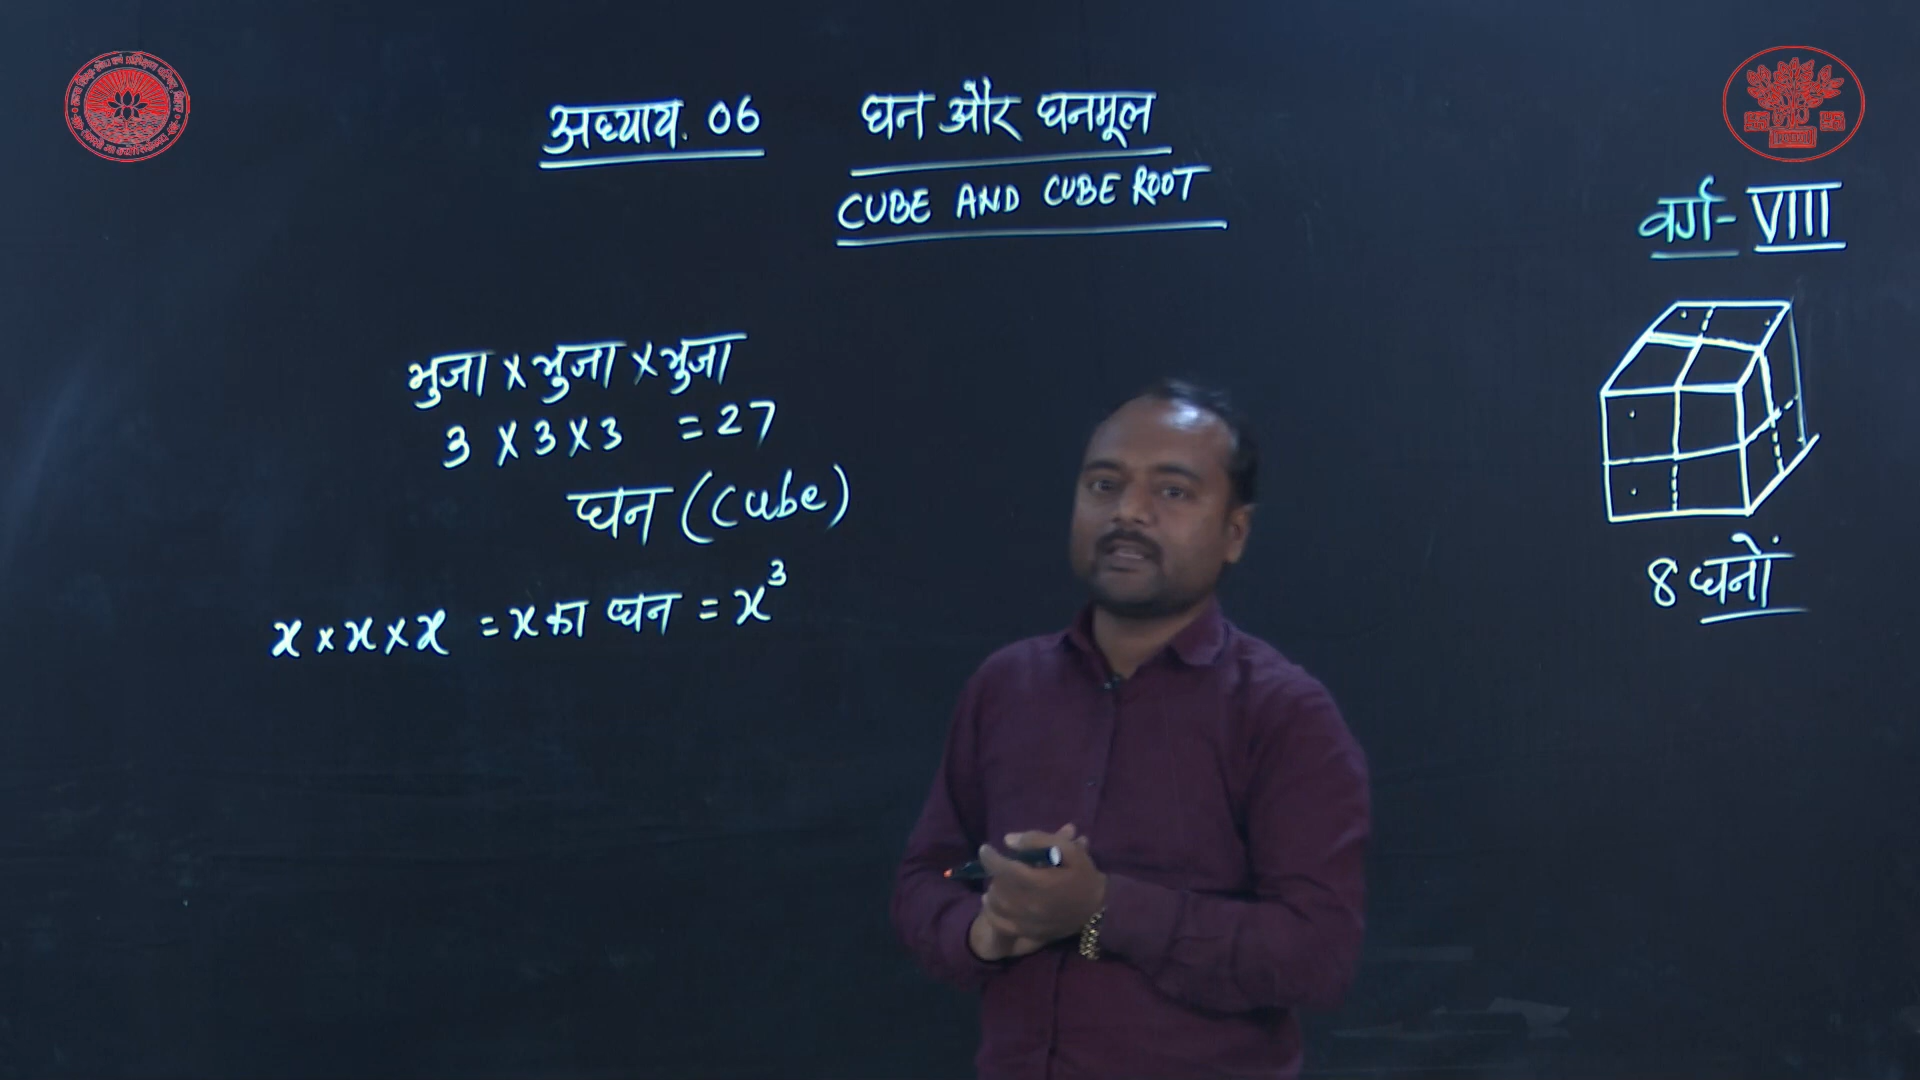 अध्याय. 06 घन और घनमूल
CUBE AND CUBE ROOT
वर्ग- VIII
भुजा x भुजा x भुजा
3 x 3 x 3 = 27
घन (Cube)
x × x × x = x का घन = x³
8 घनों